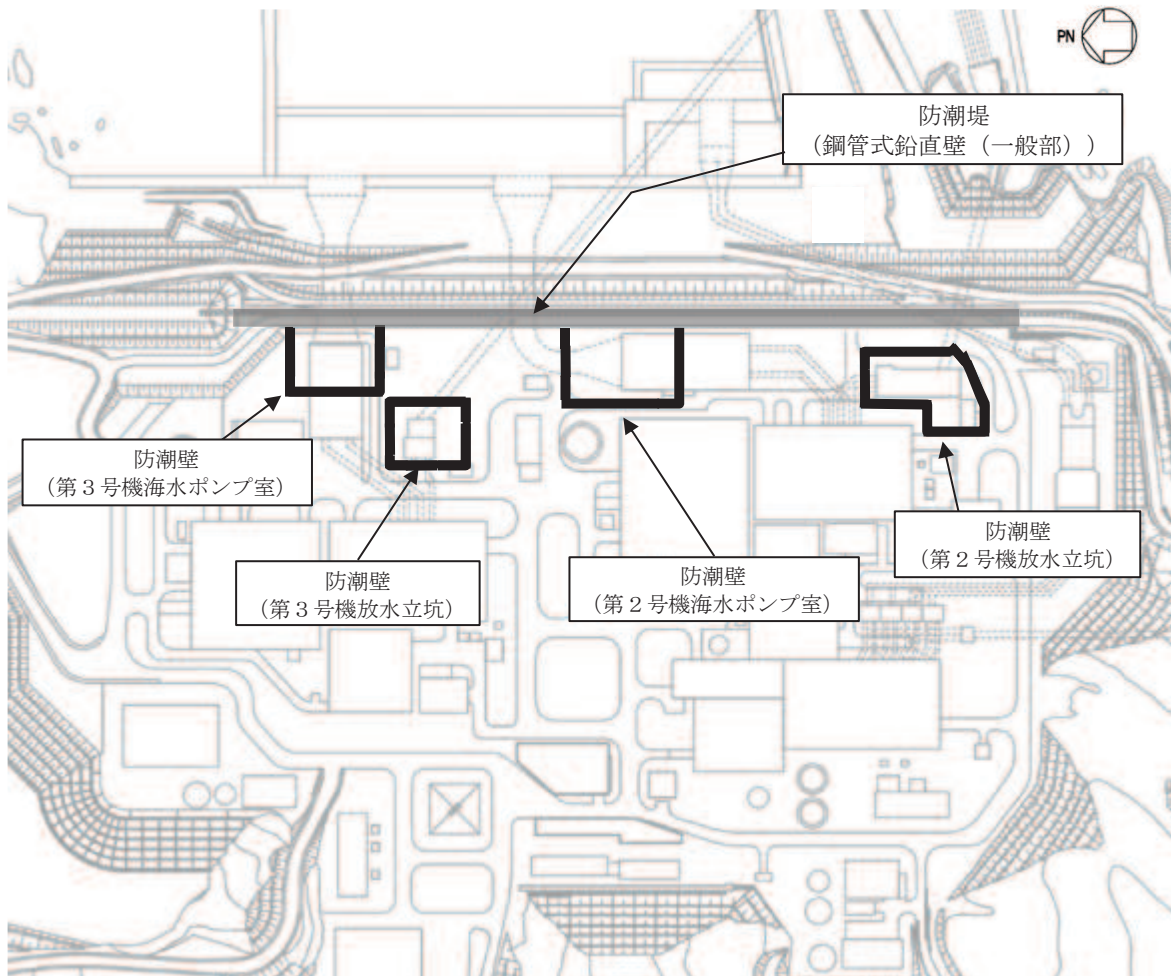 PN
防潮堤
(鋼管式鉛直壁（一般部））
防潮壁
（第３号機海水ポンプ室）
防潮壁
（第３号機放水立坑）
防潮壁
（第２号機海水ポンプ室）
防潮壁
（第２号機放水立坑）